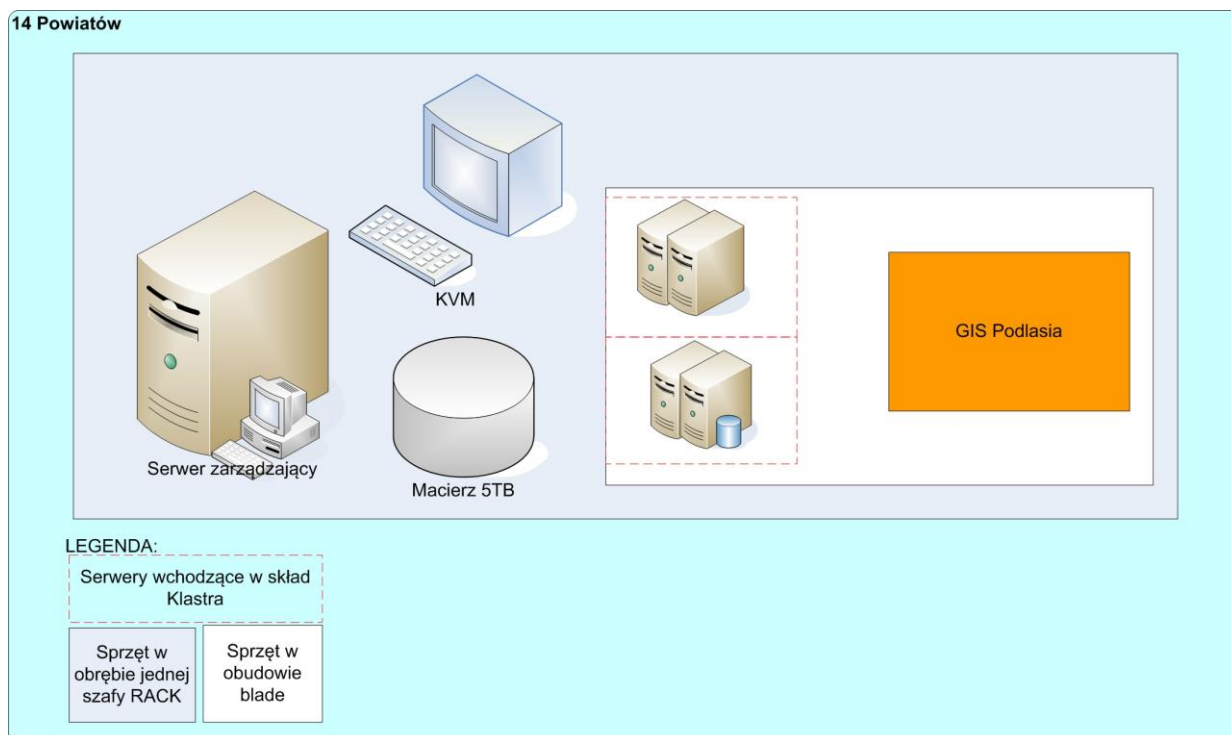 14 Powiatów
KVM
GIS Podlasia
Serwer zarządzający
Macierz 5TB
LEGENDA:
Serwery wchodzące w skład
Klastra
Sprzęt w
obrębie jednej
szafy RACK
Sprzęt w
obudowie
blade